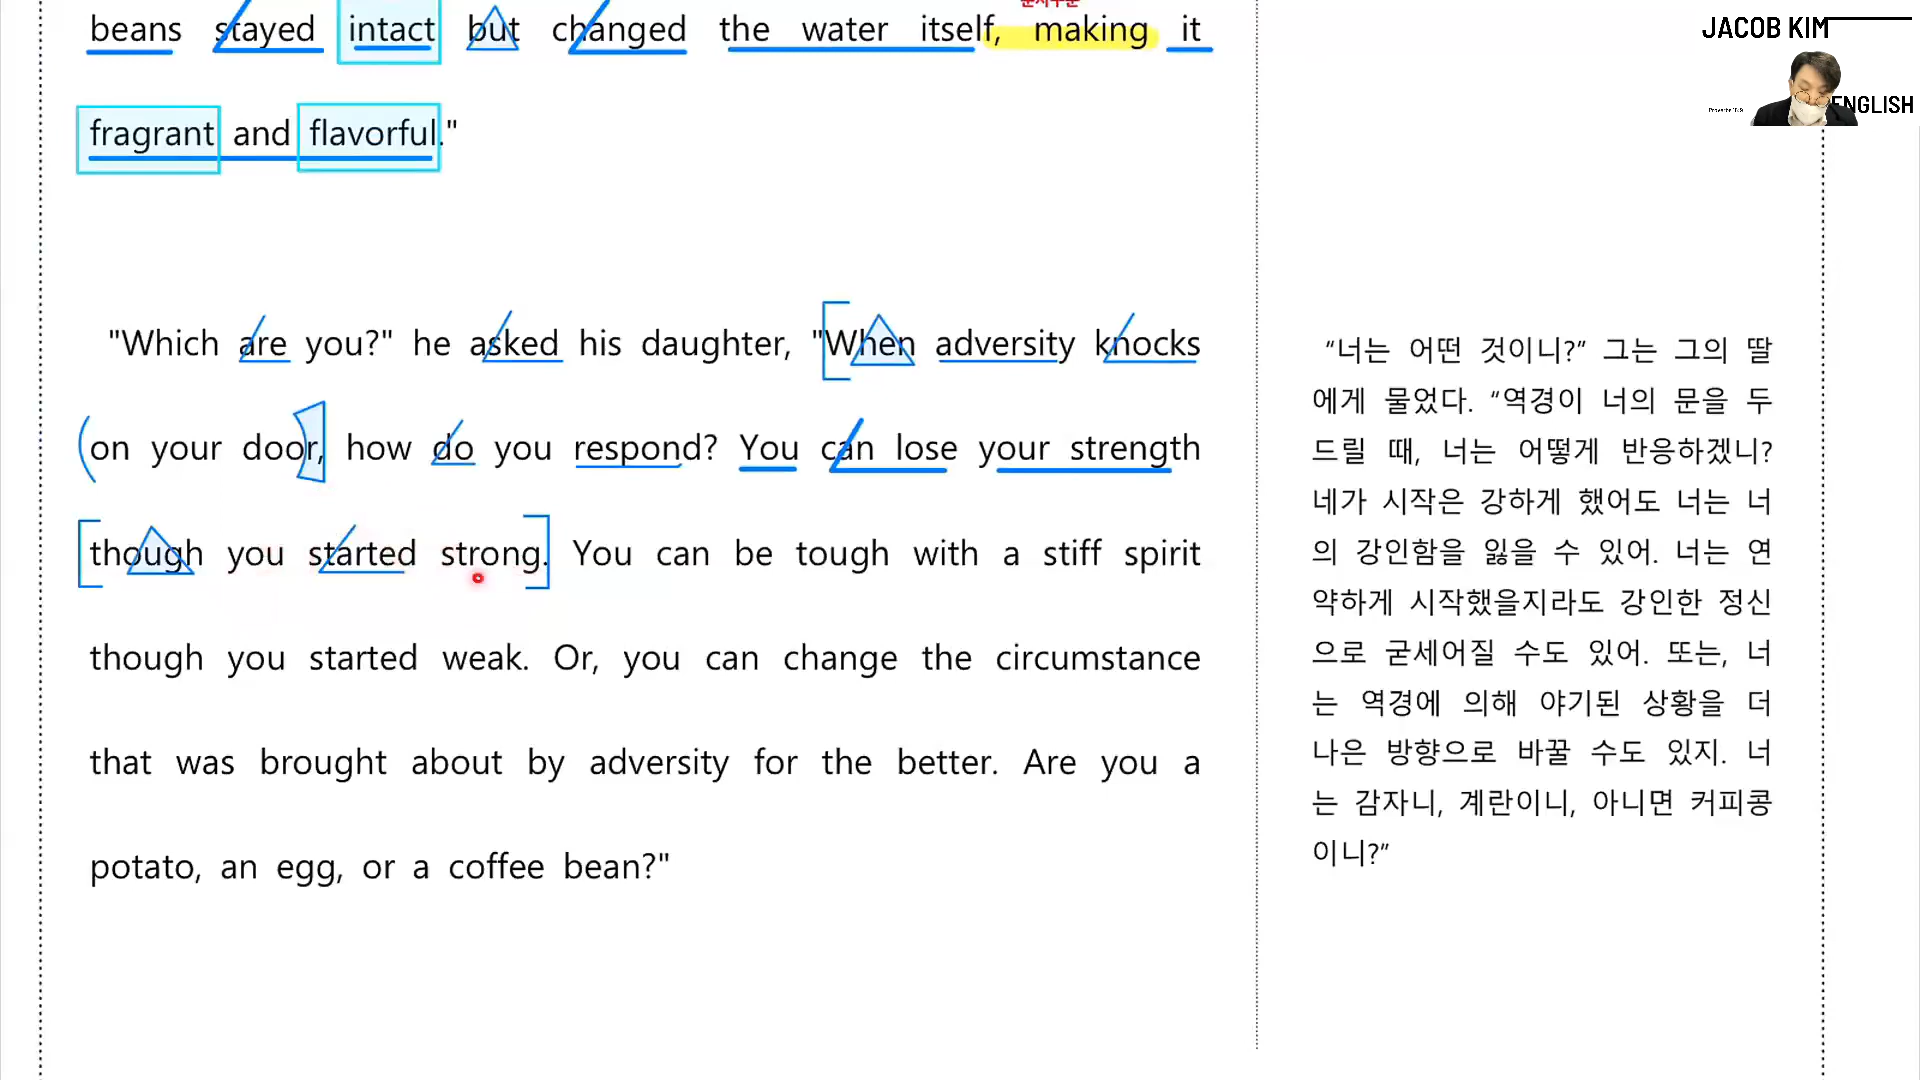 beans stayed intact but changed the water itself, making it
fragrant and flavorful."
"Which are you?" he asked his daughter, "When adversity knocks
on your door, how do you respond? You can lose your strength
though you started strong. You can be tough with a stiff spirit
though you started weak. Or, you can change the circumstance
that was brought about by adversity for the better. Are you a
potato, an egg, or a coffee bean?"
“너는 어떤 것이니?” 그는 그의 딸
에게 물었다. “역경이 너의 문을 두
드릴 때, 너는 어떻게 반응하겠니?
네가 시작은 강하게 했어도 너는 너
의 강인함을 잃을 수 있어. 너는 연
약하게 시작했을지라도 강인한 정신
으로 굳세어질 수도 있어. 또는, 너
는 역경에 의해 야기된 상황을 더
나은 방향으로 바꿀 수도 있지. 너
는 감자니, 계란이니, 아니면 커피콩
이니?”
JACOB KIM
ENGLISH